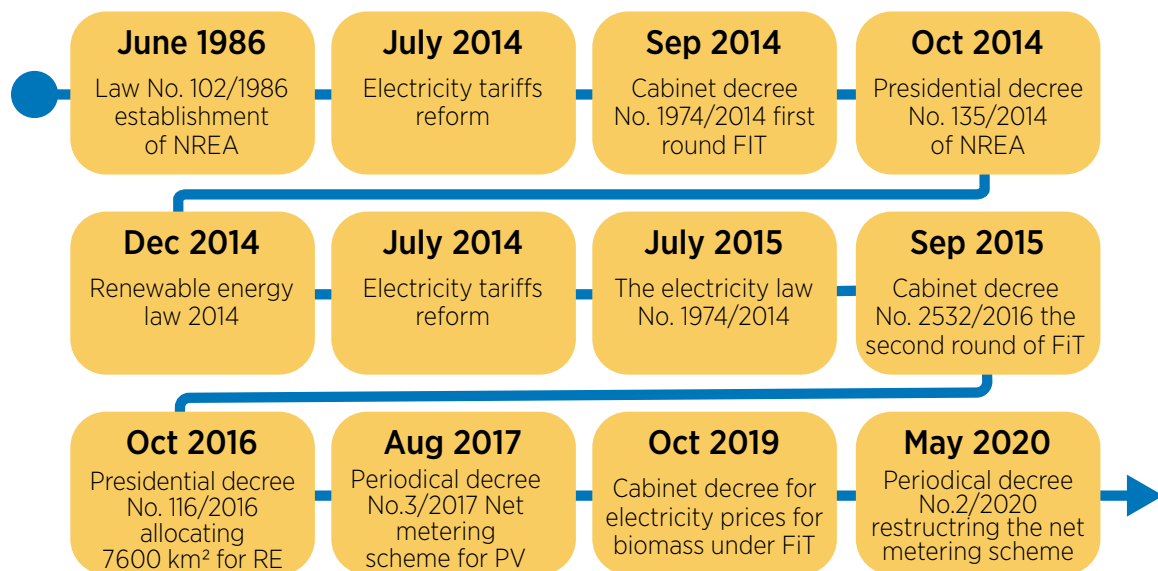 June 1986
Law No. 102/1986
establishment
of NREA
July 2014
Electricity tariffs
reform
Sep 2014
Cabinet decree
No. 1974/2014 first
round FIT
Oct 2014
Presidential decree
No. 135/2014
of NREA
Dec 2014
Renewable energy
law 2014
July 2014
Electricity tariffs
reform
July 2015
The electricity law
No. 1974/2014
Sep 2015
Cabinet decree
No. 2532/2016 the
second round of FiT
Oct 2016
Presidential decree
No. 116/2016
allocating
7600 km² for RE
Aug 2017
Periodical decree
No.3/2017 Net
metering
scheme for PV
Oct 2019
Cabinet decree for
electricity prices for
biomass under FiT
May 2020
Periodical decree
No.2/2020
restructring the net
metering scheme